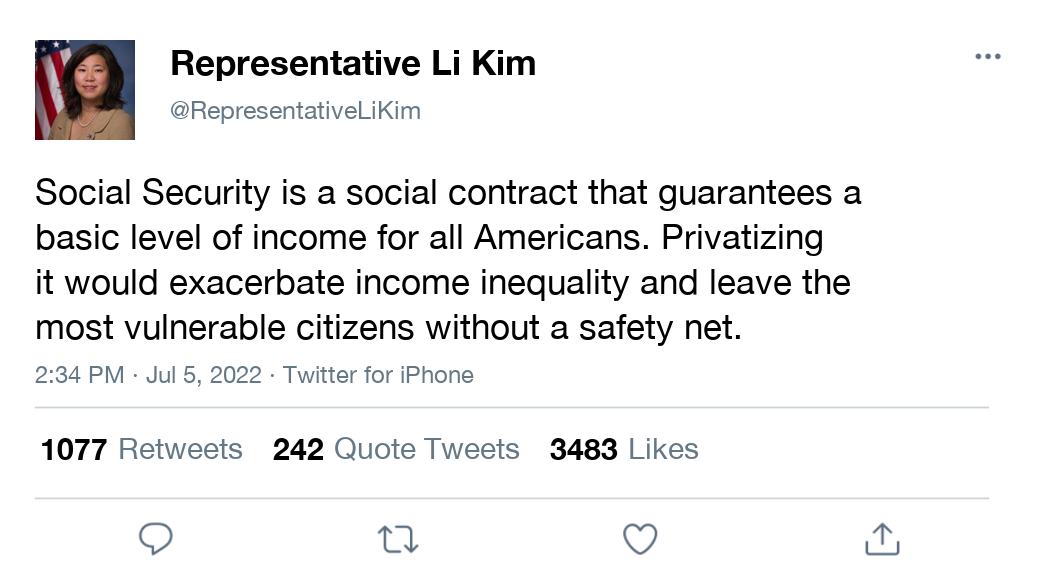 Representative Li Kim
@RepresentativeLiKim
Social Security is a social contract that guarantees a
basic level of income for all Americans. Privatizing
it would exacerbate income inequality and leave the
most vulnerable citizens without a safety net.
2:34 PM · Jul 5, 2022 · Twitter for iPhone
1077 Retweets 242 Quote Tweets 3483 Likes